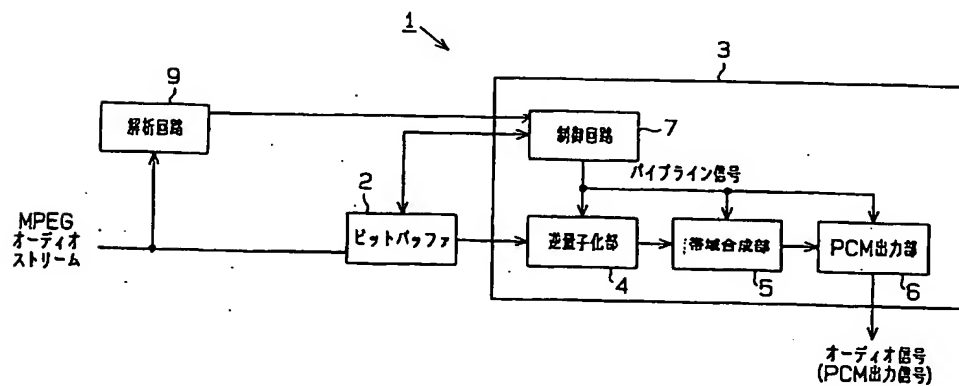 1
3
9
解析回路
制御回路
7
パイプライン信号
2
MPEG
オーディオ
ストリーム
ビットバッファ
逆量子化部
帯域合成部
PCM出力部
4
5
6
オーディオ信号
(PCM出力信号)